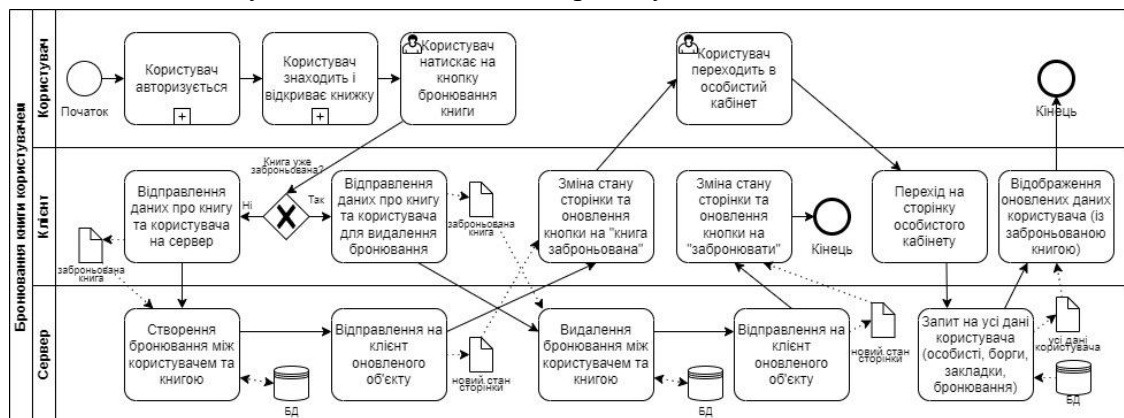 Бронювання книги користувачем
Користувач
Початок
Користувач
авторизується
Користувач
знаходить і
відкриває книжку
Користувач
натискає на
кнопку
бронювання
книги
Користувач
переходить в
особистий
кабінет
Кінець
Клієнт
Відправлення
даних про книгу
та користувача
на сервер
Ні
Книга уже
заброньована?
Так
Відправлення
даних про книгу
та користувача
для видалення
бронювання
заброньована
книга
заброньована
книга
Зміна стану
сторінки та
оновлення
кнопки на "книга
заброньована"
Зміна стану
сторінки та
оновлення
кнопки на
"забронювати"
Кінець
Перехід на
сторінку
особистого
кабінету
Відображення
оновлених даних
користувача (із
заброньованою
книгою)
Сервер
Створення
бронювання між
користувачем та
книгою
БД
Відправлення на
клієнт
оновленого
об'єкту
новий стан
сторінки
Видалення
бронювання між
користувачем та
книгою
БД
Відправлення на
клієнт
оновленого
об'єкту
новий стан
сторінки
Запит на усі дані
користувача
(особисті, борги,
закладки,
бронювання)
усі дані
користувача
БД